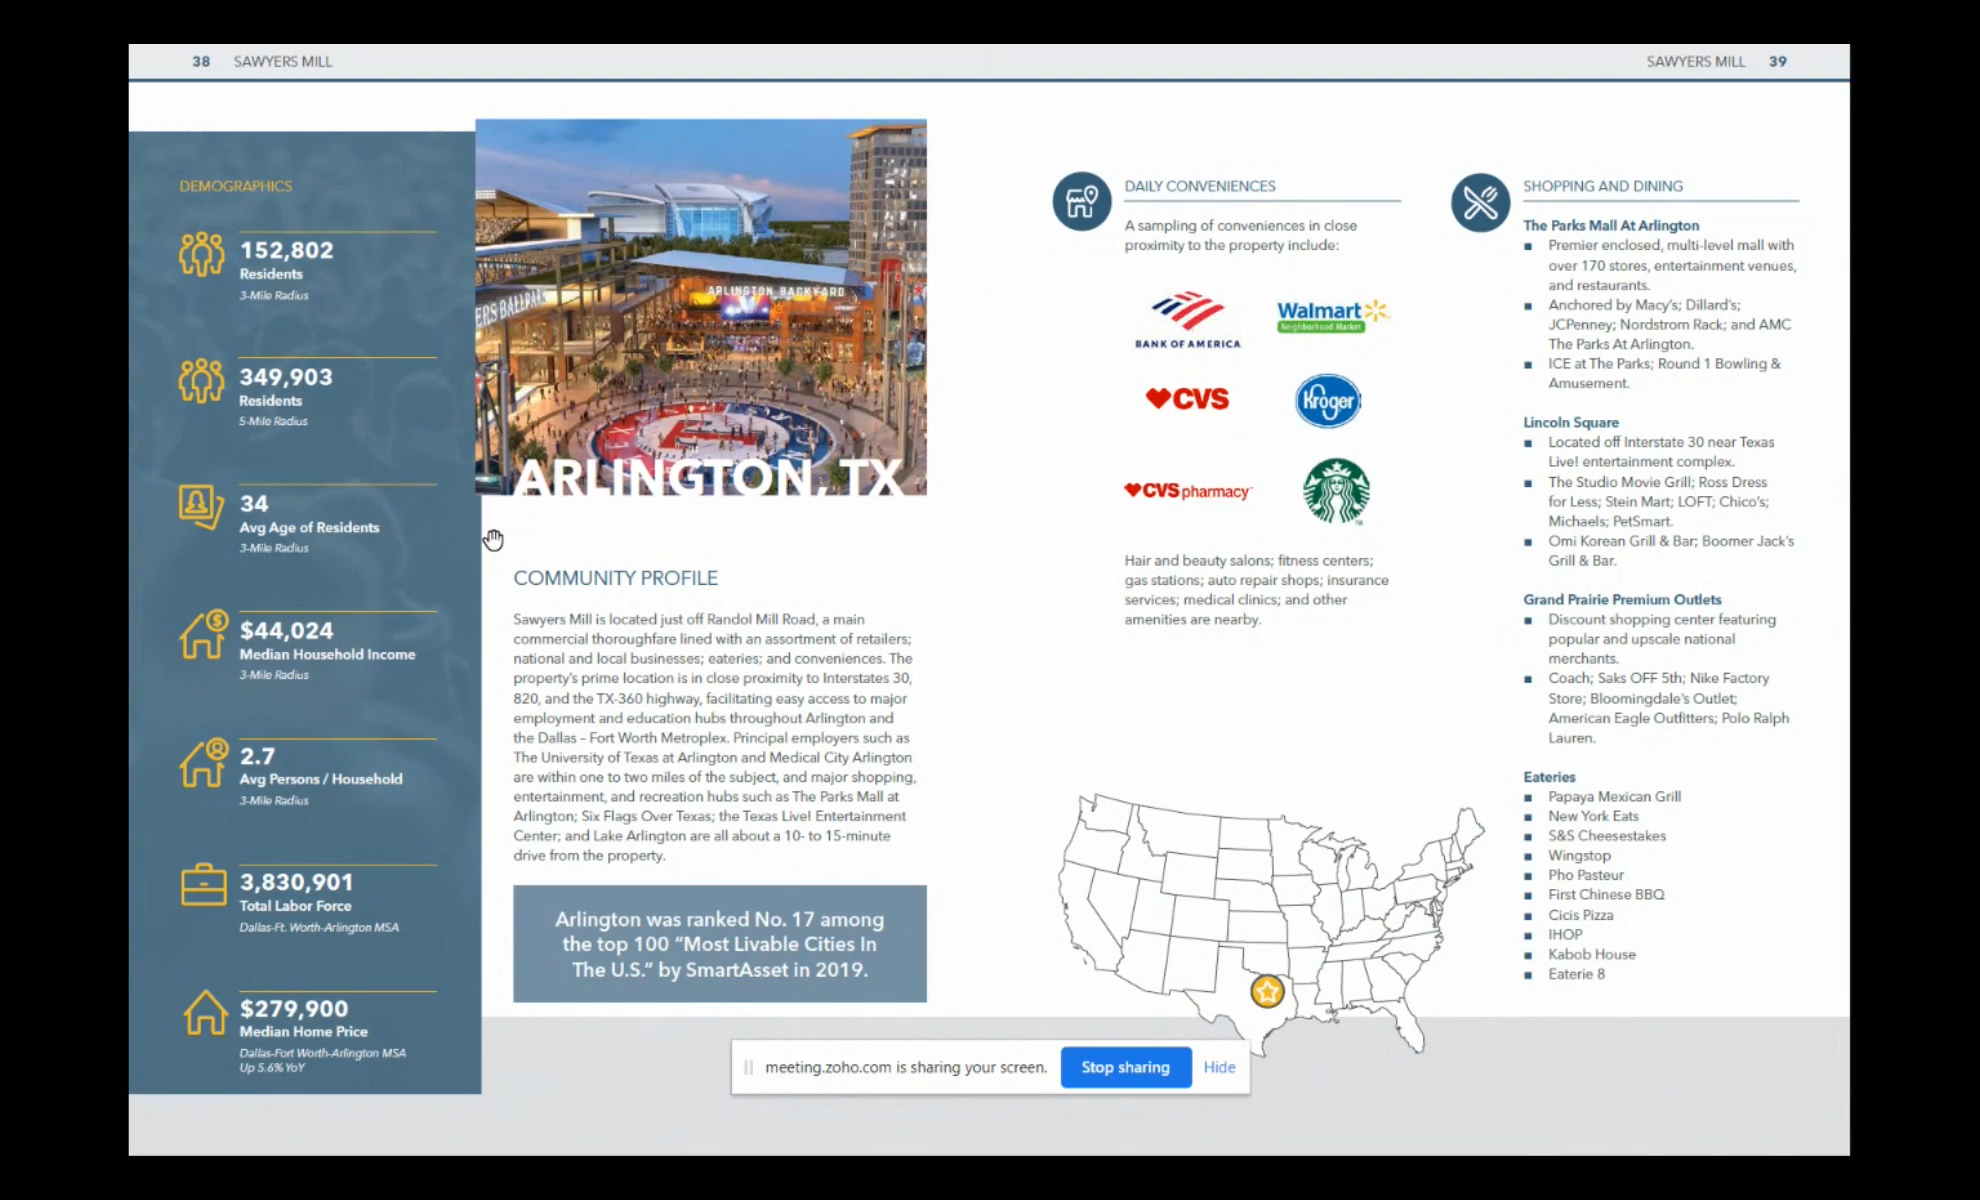 38 SAWYERS MILL
SAWYERS MILL 39
DEMOGRAPHICS
152,802
Residents
3-Mile Radius
349,903
Residents
5-Mile Radius
34
Avg Age of Residents
3-Mile Radius
$44,024
Median Household Income
3-Mile Radius
2.7
Avg Persons / Household
3-Mile Radius
3,830,901
Total Labor Force
Dallas-Ft. Worth-Arlington MSA
$279,900
Median Home Price
Dallas-Fort Worth-Arlington MSA
Up 5.6% YoY
ERS BALLPARK
ARLINGTON BACKYARD
ARLINGTON, TX
COMMUNITY PROFILE
Sawyers Mill is located just off Randol Mill Road, a main
commercial thoroughfare lined with an assortment of retailers;
national and local businesses; eateries; and conveniences. The
property's prime location is in close proximity to Interstates 30,
820, and the TX-360 highway, facilitating easy access to major
employment and education hubs throughout Arlington and
the Dallas – Fort Worth Metroplex. Principal employers such as
The University of Texas at Arlington and Medical City Arlington
are within one to two miles of the subject, and major shopping,
entertainment, and recreation hubs such as The Parks Mall at
Arlington; Six Flags Over Texas; the Texas Live! Entertainment
Center; and Lake Arlington are all about a 10- to 15-minute
drive from the property.
Arlington was ranked No. 17 among
the top 100 "Most Livable Cities In
The U.S." by SmartAsset in 2019.
DAILY CONVENIENCES
A sampling of conveniences in close
proximity to the property include:
BANK OF AMERICA
Walmart
Neighborhood Market
CVS
Kroger
CVS pharmacy
Hair and beauty salons; fitness centers;
gas stations; auto repair shops; insurance
services; medical clinics; and other
amenities are nearby.
SHOPPING AND DINING
The Parks Mall At Arlington
Premier enclosed, multi-level mall with
over 170 stores, entertainment venues,
and restaurants.
Anchored by Macy's; Dillard's;
JCPenney; Nordstrom Rack; and AMC
The Parks At Arlington.
ICE at The Parks; Round 1 Bowling &
Amusement.
Lincoln Square
Located off Interstate 30 near Texas
Live! entertainment complex.
The Studio Movie Grill; Ross Dress
for Less; Stein Mart; LOFT; Chico's;
Michaels; PetSmart.
Omi Korean Grill & Bar; Boomer Jack's
Grill & Bar.
Grand Prairie Premium Outlets
Discount shopping center featuring
popular and upscale national
merchants.
Coach; Saks OFF 5th; Nike Factory
Store; Bloomingdale's Outlet;
American Eagle Outfitters; Polo Ralph
Lauren.
Eateries
Papaya Mexican Grill
New York Eats
S&S Cheesestakes
Wingstop
Pho Pasteur
First Chinese BBQ
Cicis Pizza
IHOP
Kabob House
Eaterie 8
meeting.zoho.com is sharing your screen.
Stop sharing
Hide